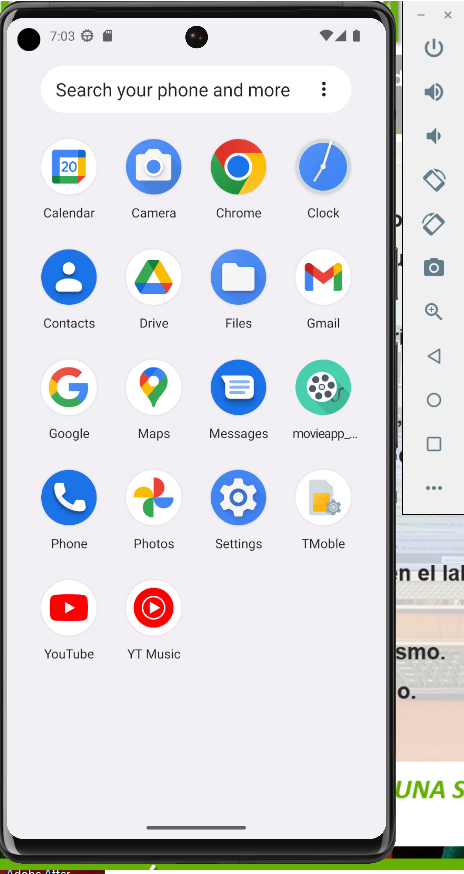 7:03
Search your phone and more
20
Calendar
Camera
Chrome
Clock
Contacts
Drive
Files
Gmail
Google
Maps
Messages
movieapp_...
Phone
Photos
Settings
TMoble
YouTube
YT Music
en el lal
smo.
o.
UNA S
Adobe After